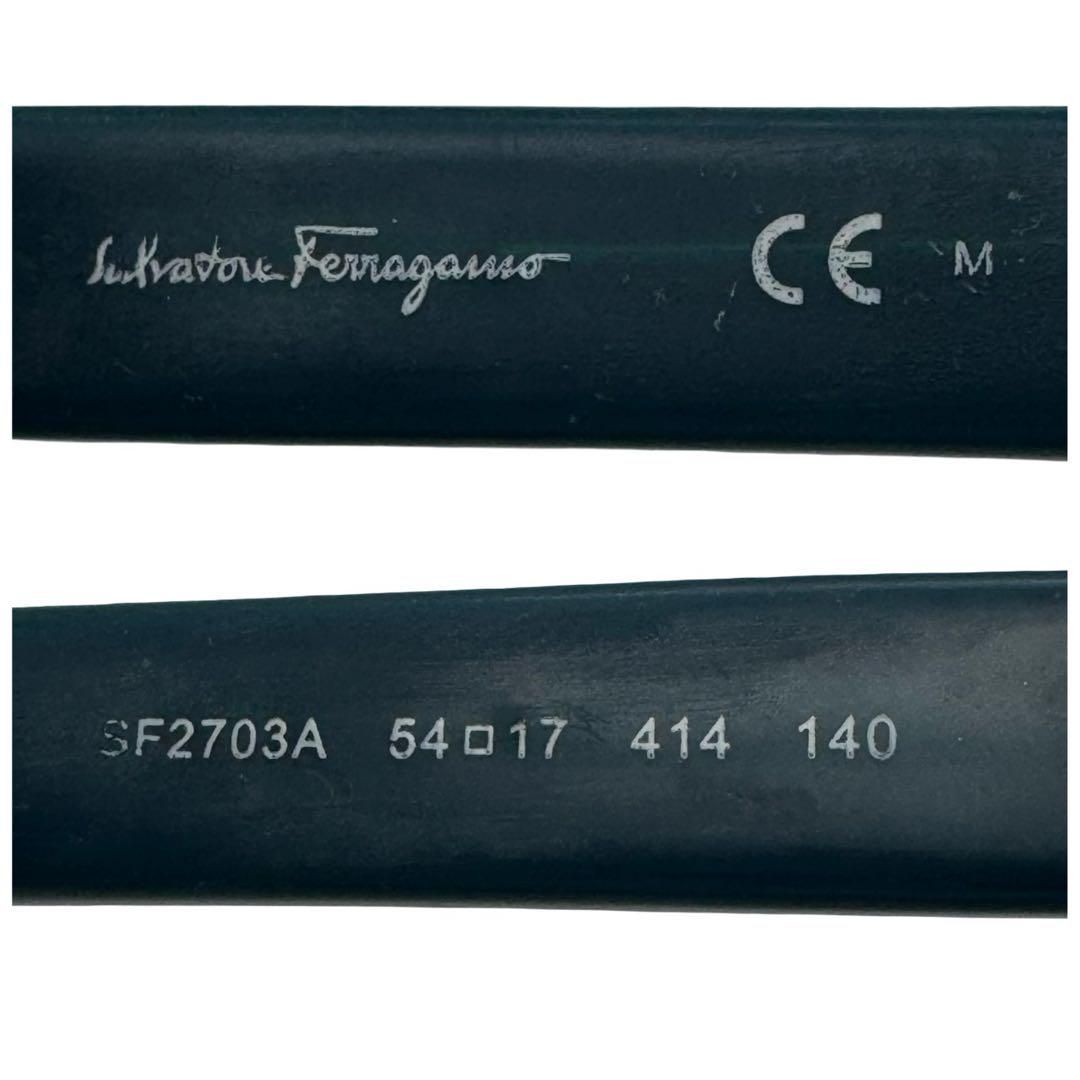 Salvatore Ferragamo CE M
SF2703A 54□17 414 140